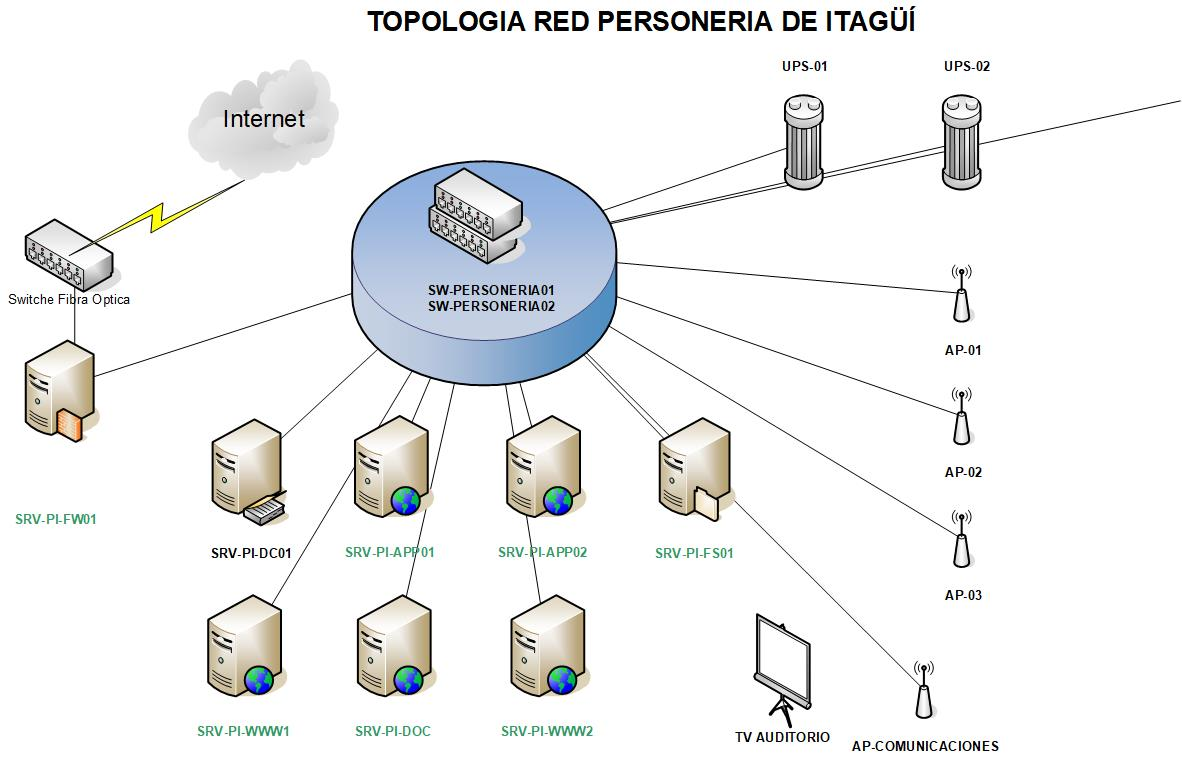 TOPOLOGIA RED PERSONERIA DE ITAGÜÍ
UPS-01
UPS-02
Internet
Switche Fibra Optica
SW-PERSONERIA01
SW-PERSONERIA02
AP-01
AP-02
AP-03
SRV-PI-FW01
SRV-PI-DC01
SRV-PI-APP01
SRV-PI-APP02
SRV-PI-FS01
SRV-PI-WWW1
SRV-PI-DOC
SRV-PI-WWW2
TV AUDITORIO
AP-COMUNICACIONES